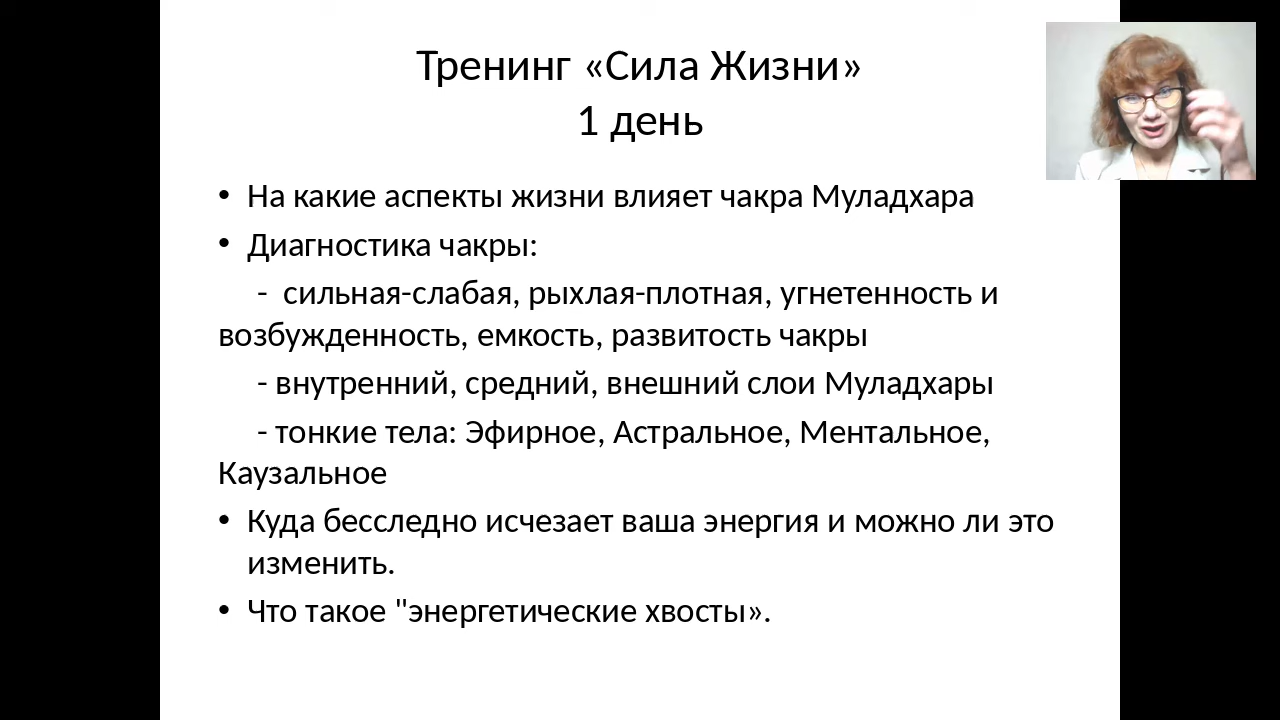 Тренинг «Сила Жизни»
1 день
• На какие аспекты жизни влияет чакра Муладхара
• Диагностика чакры:
- сильная-слабая, рыхлая-плотная, угнетенность и
возбужденность, емкость, развитость чакры
- внутренний, средний, внешний слои Муладхары
- тонкие тела: Эфирное, Астральное, Ментальное,
Каузальное
• Куда бесследно исчезает ваша энергия и можно ли это
изменить.
• Что такое "энергетические хвосты».